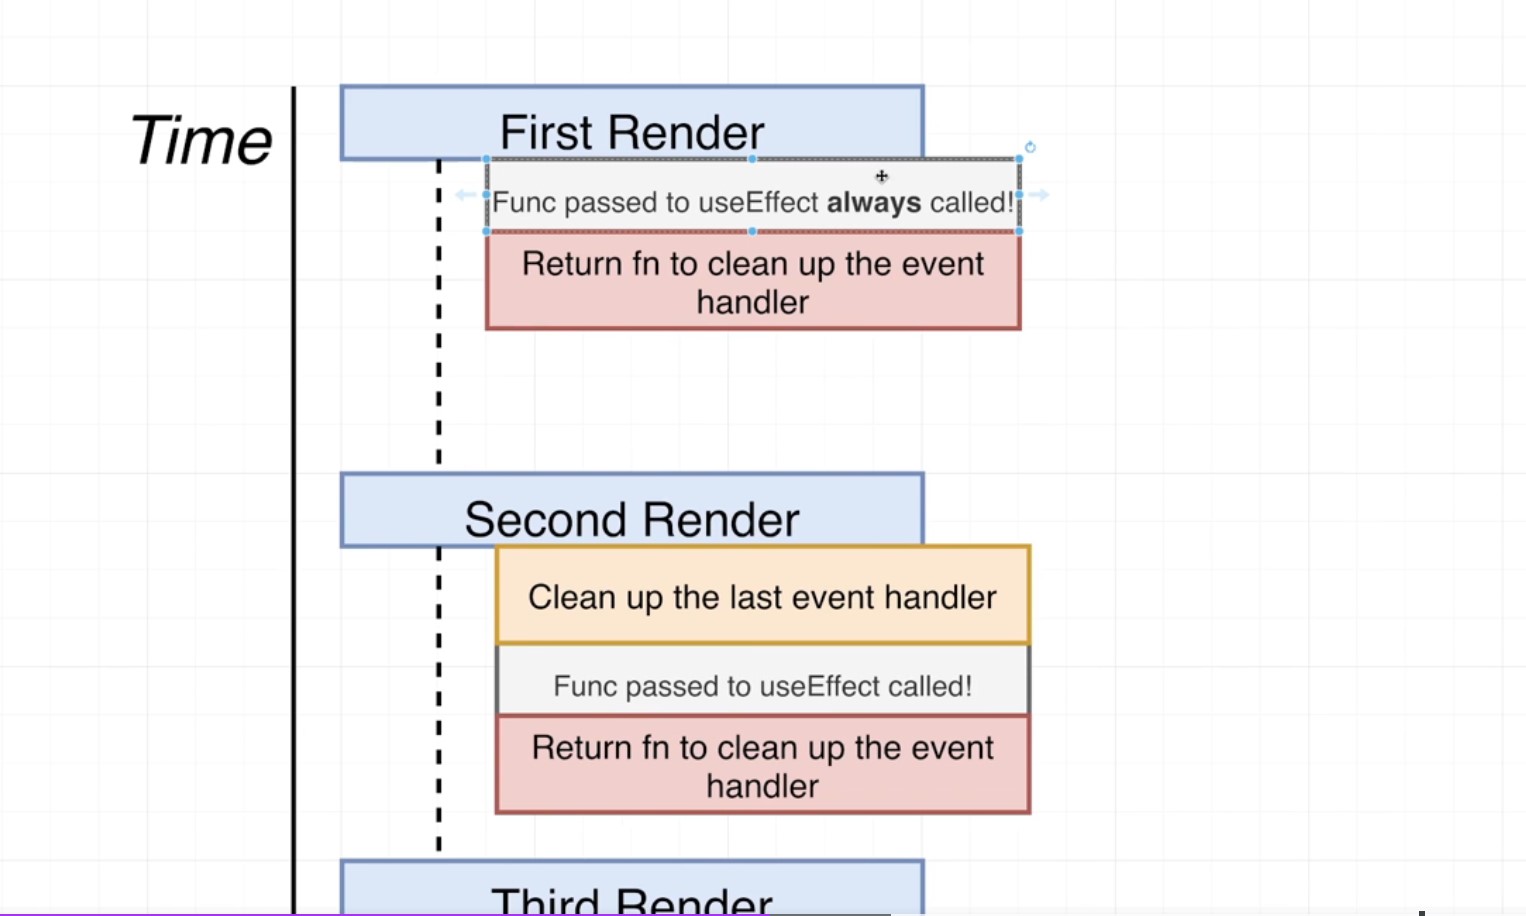 Time
First Render
Func passed to useEffect always called!
Return fn to clean up the event
handler
Second Render
Clean up the last event handler
Func passed to useEffect called!
Return fn to clean up the event
handler
Third Render